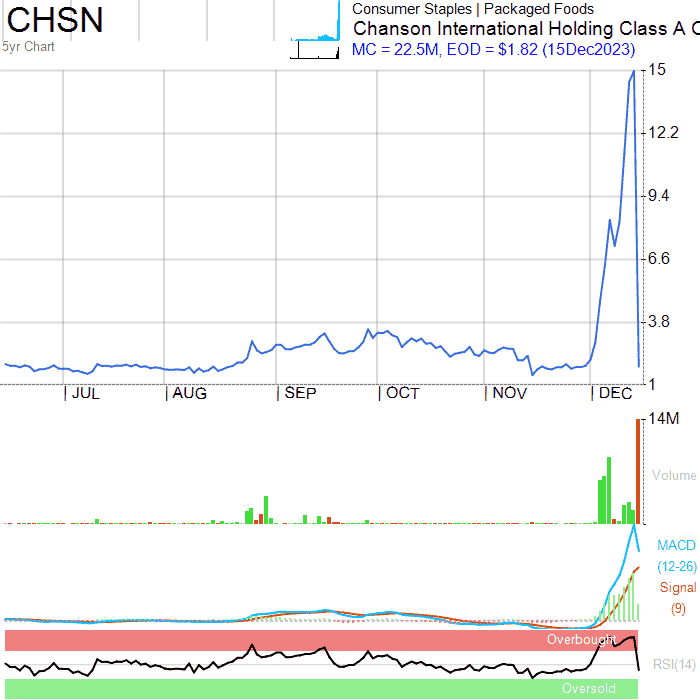 CHSN
5yr Chart
Consumer Staples | Packaged Foods
Chanson International Holding Class A O
MC = 22.5M, EOD = $1.82 (15Dec2023)
15
12.2
9.4
6.6
3.8
1
JUL AUG SEP OCT NOV DEC
14M
Volume
MACD
(12-26)
Signal
(9)
Overbought
RSI(14)
Oversold